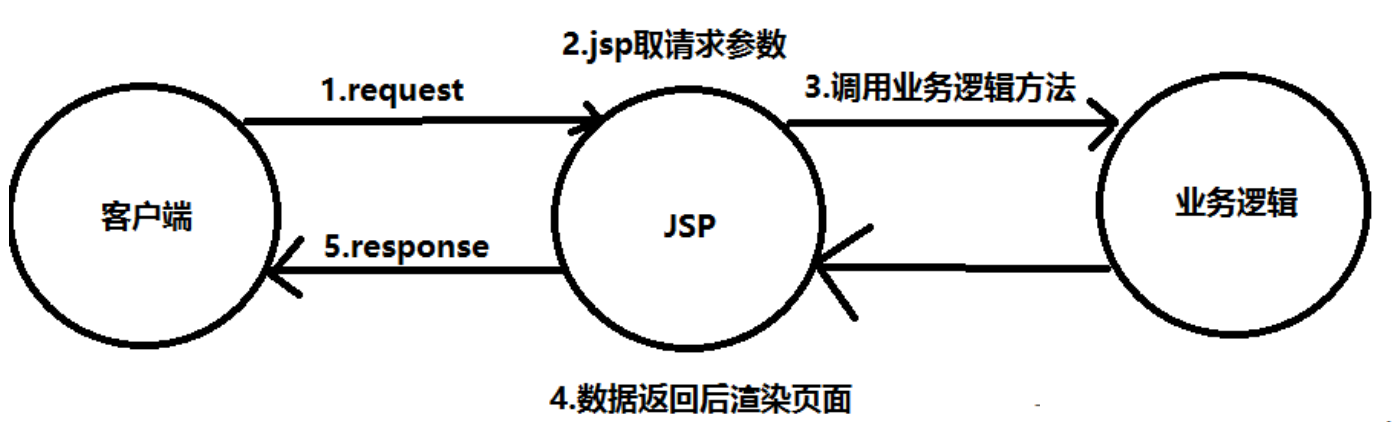 2.jsp取请求参数
1.request
3.调用业务逻辑方法
客户端
JSP
业务逻辑
5.response
4.数据返回后渲染页面